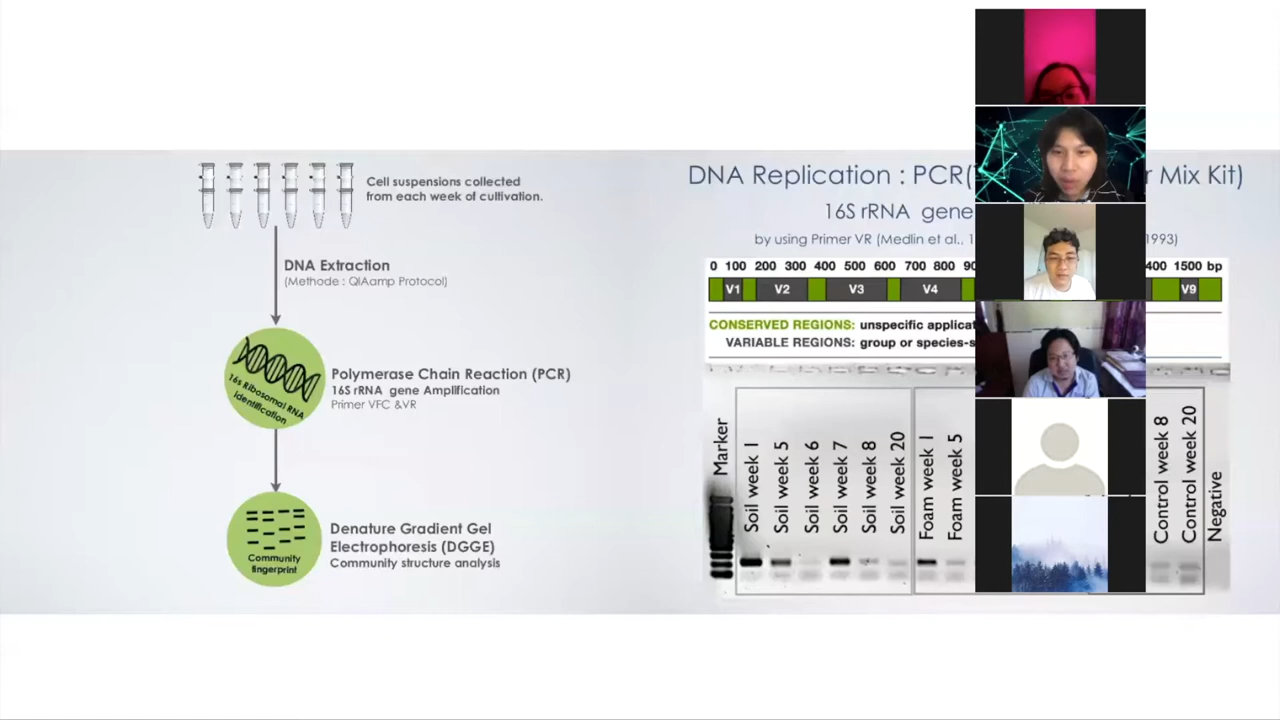 Cell suspensions collected
from each week of cultivation.
DNA Extraction
(Methode : QIAamp Protocol)
16s Ribosomal RNA
identification
Polymerase Chain Reaction (PCR)
16S rRNA gene Amplification
Primer VFC &VR
Community
fingerprint
Denature Gradient Gel
Electrophoresis (DGGE)
Community structure analysis
DNA Replication : PCR( r Mix Kit)
16S rRNA gene
by using Primer VR (Medlin et al., 1 1993)
0 100 200 300 400 500 600 700 800 90 400 1500 bp
V1 V2 V3 V4 V9
CONSERVED REGIONS: unspecific applicat
VARIABLE REGIONS: group or species-s
Marker
Soil week 1
Soil week 5
Soil week 6
Soil week 7
Soil week 8
Soil week 20
Foam week 1
Foam week 5
Control week 8
Control week 20
Negative